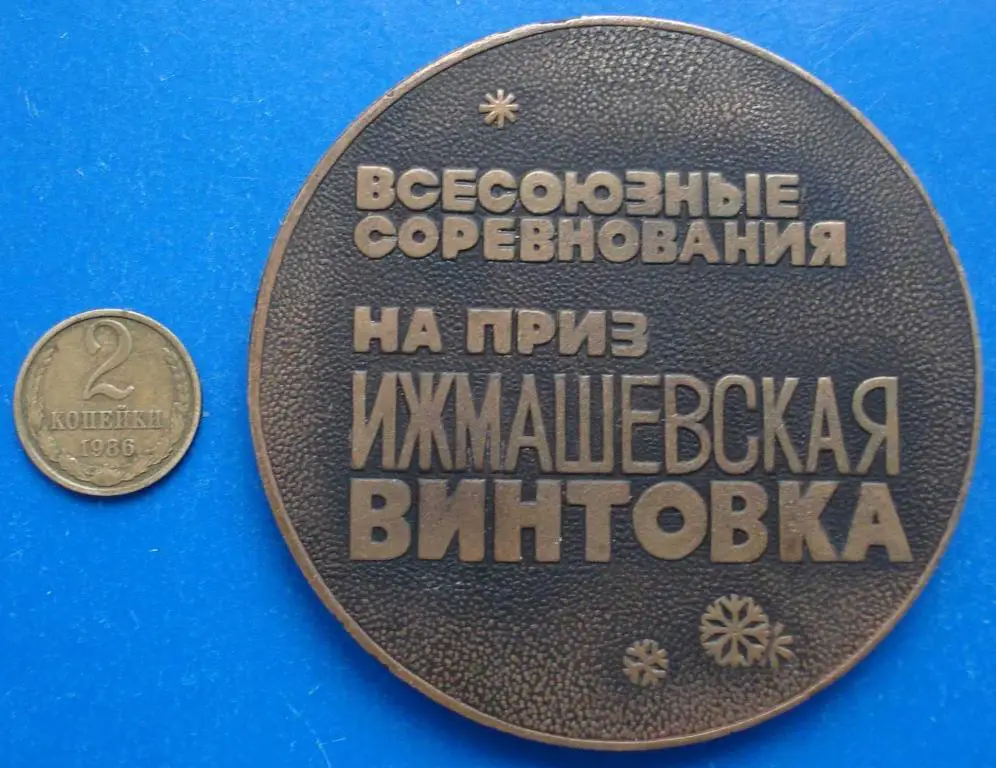 2
КОПЕЙКИ
1986
ВСЕСОЮЗНЫЕ
СОРЕВНОВАНИЯ
НА ПРИЗ
ИЖМАШЕВСКАЯ
ВИНТОВКА